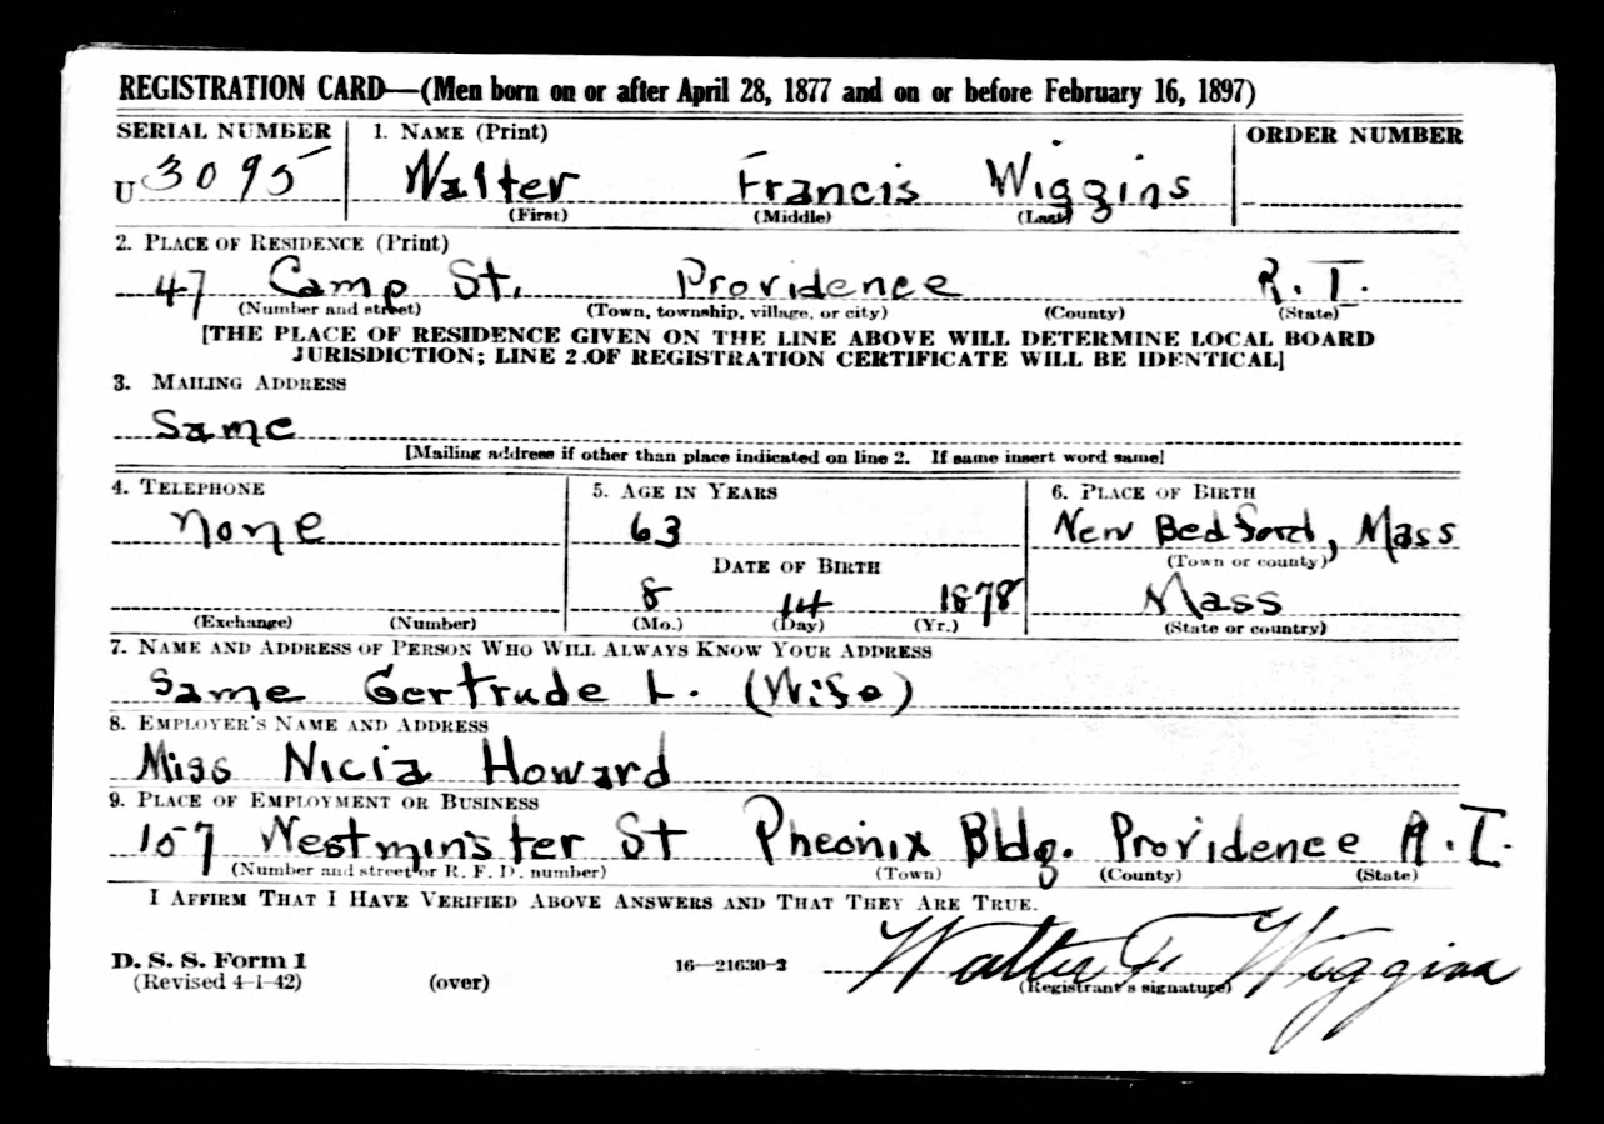 REGISTRATION CARD—(Men born on or after April 28, 1877 and on or before February 16, 1897)
SERIAL NUMBER 1. NAME (Print) ORDER NUMBER
U 3095 Walter Francis Wiggins
(First) (Middle) (Last)
2. PLACE OF RESIDENCE (Print)
47 Camp St. Providence R. I.
(Number and street) (Town, township, village, or city) (County) (State)
[THE PLACE OF RESIDENCE GIVEN ON THE LINE ABOVE WILL DETERMINE LOCAL BOARD
JURISDICTION; LINE 2 OF REGISTRATION CERTIFICATE WILL BE IDENTICAL]
3. MAILING ADDRESS
Same
[Mailing address if other than place indicated on line 2. If same insert word same]
4. TELEPHONE 5. AGE IN YEARS 6. PLACE OF BIRTH
None 63 New Bedford, Mass
DATE OF BIRTH (Town or county)
8 14 1878 Mass
(Exchange) (Number) (Mo.) (Day) (Yr.) (State or country)
7. NAME AND ADDRESS OF PERSON WHO WILL ALWAYS KNOW YOUR ADDRESS
Same Gertrude L. (Wife)
8. EMPLOYER'S NAME AND ADDRESS
Miss Nicia Howard
9. PLACE OF EMPLOYMENT OR BUSINESS
157 Westminster St Pheonix Bldg. Providence R. I.
(Number and street or R. F. D. number) (Town) (County) (State)
I AFFIRM THAT I HAVE VERIFIED ABOVE ANSWERS AND THAT THEY ARE TRUE.
D. S. S. Form 1
(Revised 4-1-42) (over) 16—21630-2 Walter F. Wiggins
(Registrant's signature)